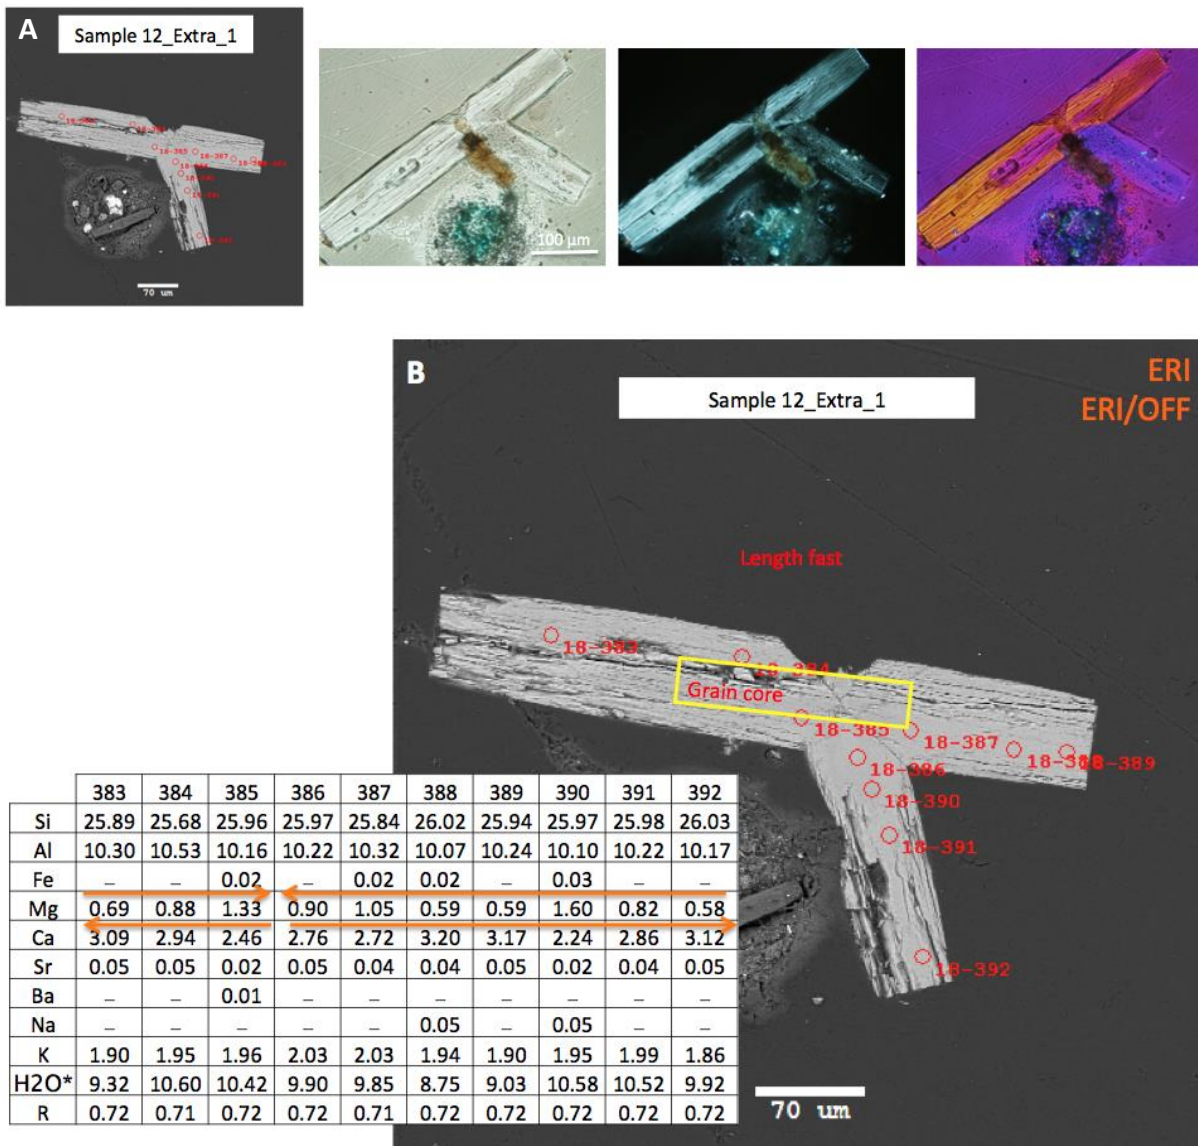 A
Sample 12_Extra_1
18-385
18-387
70 um
100 µm
B
ERI
ERI/OFF
Sample 12_Extra_1
Length fast
18-383
18-384
Grain core
18-385
18-387
18-386
18-388
18-389
18-390
18-391
18-392
70 um
383 384 385 386 387 388 389 390 391 392
Si 25.89 25.68 25.96 25.97 25.84 26.02 25.94 25.97 25.98 26.03
Al 10.30 10.53 10.16 10.22 10.32 10.07 10.24 10.10 10.22 10.17
Fe – – 0.02 – 0.02 0.02 – 0.03 – –
Mg 0.69 0.88 1.33 0.90 1.05 0.59 0.59 1.60 0.82 0.58
Ca 3.09 2.94 2.46 2.76 2.72 3.20 3.17 2.24 2.86 3.12
Sr 0.05 0.05 0.02 0.05 0.04 0.04 0.05 0.02 0.04 0.05
Ba – – 0.01 – – – – – – –
Na – – – – – 0.05 – 0.05 – –
K 1.90 1.95 1.96 2.03 2.03 1.94 1.90 1.95 1.99 1.86
H2O* 9.32 10.60 10.42 9.90 9.85 8.75 9.03 10.58 10.52 9.92
R 0.72 0.71 0.72 0.72 0.71 0.72 0.72 0.72 0.72 0.72